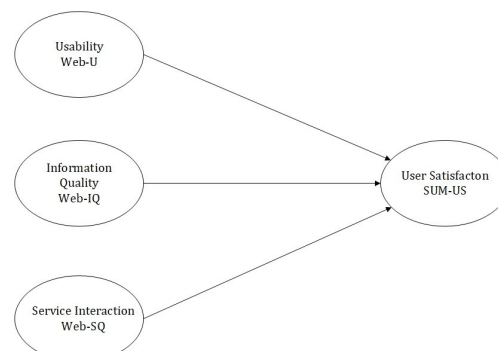 Usability
Web-U
Information
Quality
Web-IQ
User Satisfacton
SUM-US
Service Interaction
Web-SQ